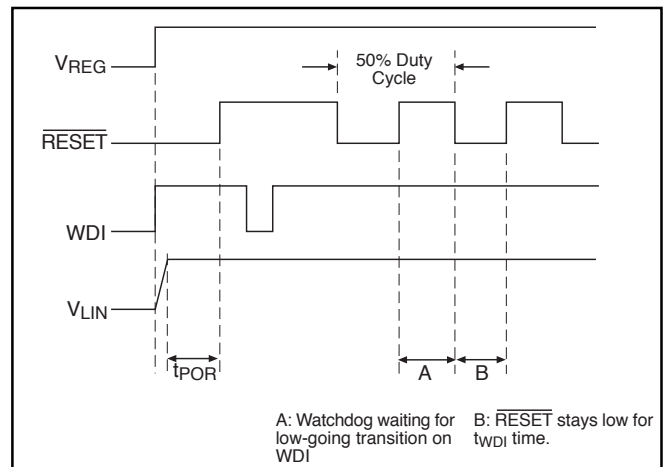 VREG
50% Duty
Cycle
RESET
WDI
VLIN
tPOR
A
B
A: Watchdog waiting for
low-going transition on
WDI
B: RESET stays low for
tWDI time.